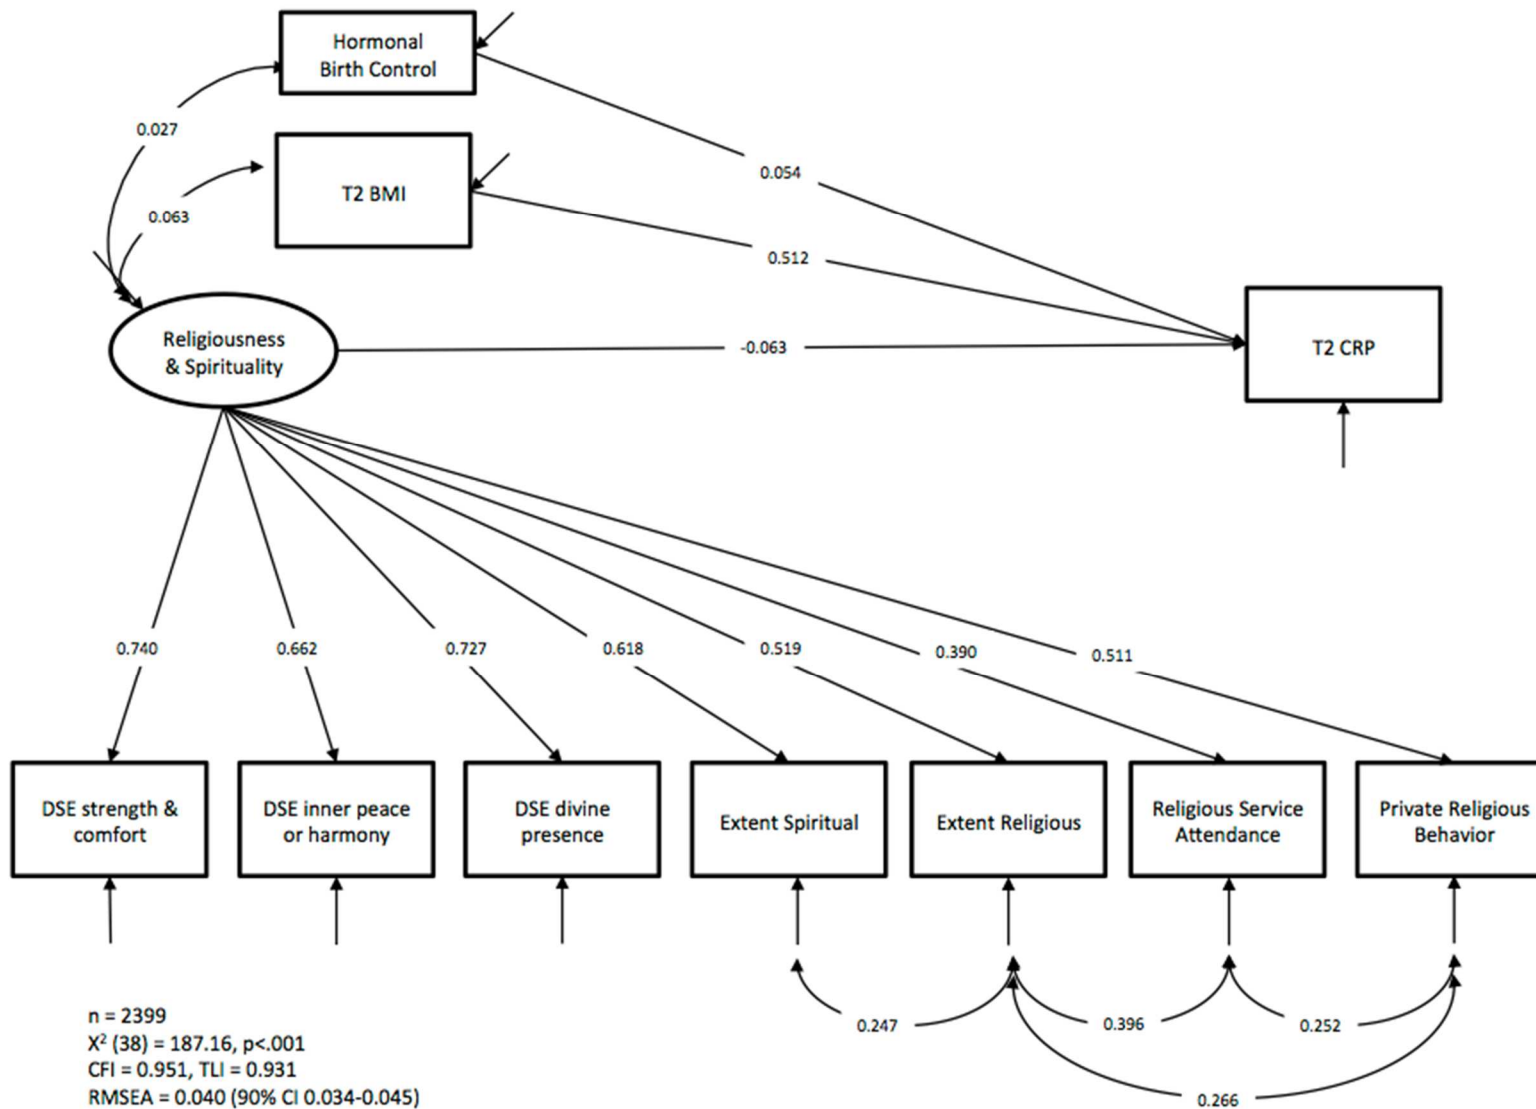 Hormonal
Birth Control
0.027
T2 BMI
0.054
0.063
0.512
Religiousness
& Spirituality
-0.063
T2 CRP
0.740
0.662
0.727
0.618
0.519
0.390
0.511
DSE strength &
comfort
DSE inner peace
or harmony
DSE divine
presence
Extent Spiritual
Extent Religious
Religious Service
Attendance
Private Religious
Behavior
0.247
0.396
0.252
0.266
n = 2399
X² (38) = 187.16, p<.001
CFI = 0.951, TLI = 0.931
RMSEA = 0.040 (90% CI 0.034-0.045)